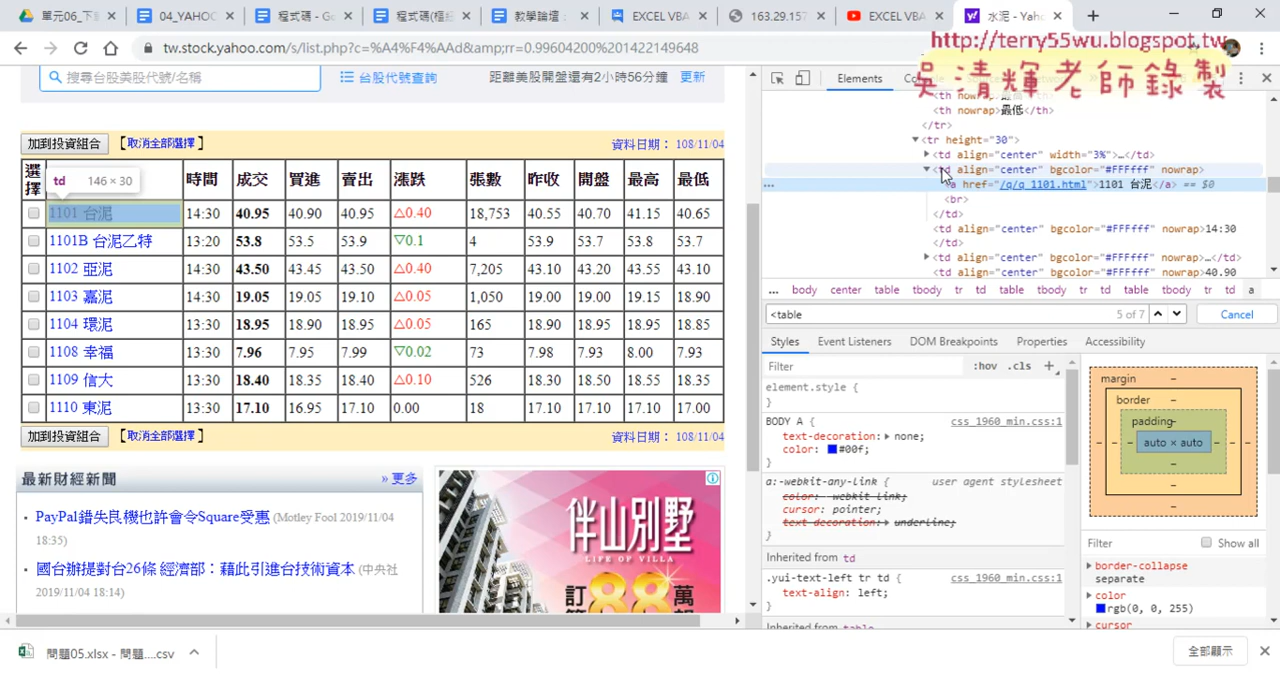 單元06_下
04_YAHOO
程式碼 - Go
程式碼(極
教學論壇：
EXCEL VBA
163.29.157
EXCEL VBA
水泥 - Yaho
tw.stock.yahoo.com/s/list.php?c=%A4%F4%AAd&amp;rr=0.99604200%201422149648
http://terry55wu.blogspot.tw
吳清輝老師錄製
搜尋台股美股代號/名稱
台股代號查詢
距離美股開盤還有2小時56分鐘 更新
加到投資組合 【取消全部選擇】 資料日期： 108/11/04
選擇 時間 成交 買進 賣出 漲跌 張數 昨收 開盤 最高 最低
td 146 × 30
1101 台泥 14:30 40.95 40.90 40.95 △0.40 18,753 40.55 40.70 41.15 40.65
1101B 台泥乙特 13:20 53.8 53.5 53.9 ▽0.1 4 53.9 53.7 53.8 53.7
1102 亞泥 14:30 43.50 43.45 43.50 △0.40 7,205 43.10 43.20 43.55 43.10
1103 嘉泥 14:30 19.05 19.05 19.10 △0.05 1,050 19.00 19.00 19.15 18.90
1104 環泥 13:30 18.95 18.90 18.95 △0.05 165 18.90 18.95 18.95 18.85
1108 幸福 13:30 7.96 7.95 7.99 ▽0.02 73 7.98 7.93 8.00 7.93
1109 信大 13:30 18.40 18.35 18.40 △0.10 526 18.30 18.50 18.55 18.35
1110 東泥 13:30 17.10 16.95 17.10 0.00 18 17.10 17.10 17.10 17.00
加到投資組合 【取消全部選擇】 資料日期： 108/11/04
最新財經新聞 » 更多
PayPal錯失良機也許會令Square受惠 (Motley Fool 2019/11/04
18:35)
國台辦提對台26條 經濟部：藉此引進台技術資本 (中央社
2019/11/04 18:14)
伴山別墅
LIFE OF VILLA
88萬
Elements
<th nowrap>最低</th>
</tr>
<tr height="30">
<td align="center" width="3%">…</td>
<td align="center" bgcolor="#FFFfff" nowrap>
<a href="/q/q_1101.html">1101 台泥</a> == $0
<br>
</td>
<td align="center" bgcolor="#FFFfff" nowrap>14:30
</td>
<td align="center" bgcolor="#FFFfff" nowrap>…</td>
<td align="center" bgcolor="#FFFfff" nowrap>40.90
... body center table tbody tr td table tbody tr td table tbody tr td a
<table 5 of 7 Cancel
Styles Event Listeners DOM Breakpoints Properties Accessibility
Filter :hov .cls +
element.style {
}
BODY A { css_1960_min.css:1
text-decoration: none;
color: #00f;
}
a:-webkit-any-link { user agent stylesheet
color: -webkit-link;
cursor: pointer;
text-decoration: underline;
}
Inherited from td
.yui-text-left tr td { css_1960_min.css:1
text-align: left;
}
margin -
border -
padding-
auto × auto
Filter Show all
border-collapse
separate
color
rgb(0, 0, 255)
cursor
問題05.xlsx - 問題....csv
全部顯示